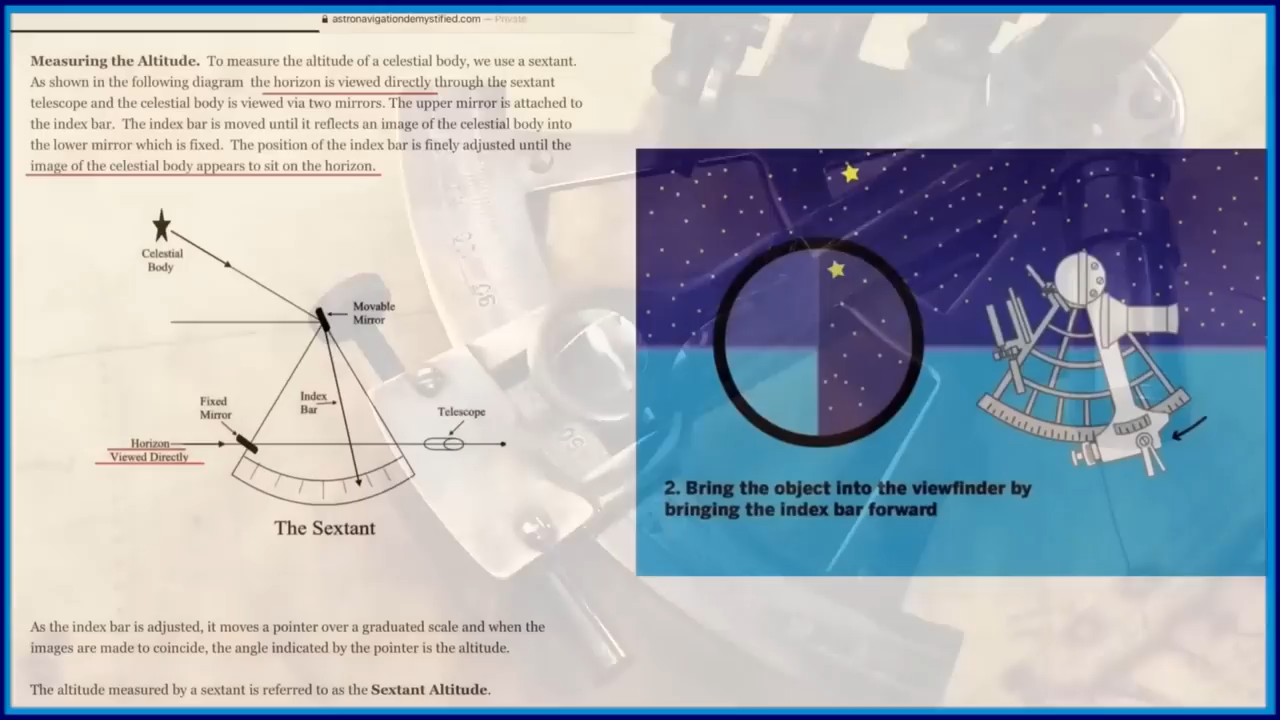 astronavigationdemystified.com — Private
Measuring the Altitude. To measure the altitude of a celestial body, we use a sextant.
As shown in the following diagram the horizon is viewed directly through the sextant
telescope and the celestial body is viewed via two mirrors. The upper mirror is attached to
the index bar. The index bar is moved until it reflects an image of the celestial body into
the lower mirror which is fixed. The position of the index bar is finely adjusted until the
image of the celestial body appears to sit on the horizon.
Celestial
Body
Movable
Mirror
Fixed
Mirror
Index
Bar
Telescope
Horizon
Viewed Directly
The Sextant
As the index bar is adjusted, it moves a pointer over a graduated scale and when the
images are made to coincide, the angle indicated by the pointer is the altitude.
The altitude measured by a sextant is referred to as the Sextant Altitude.
2. Bring the object into the viewfinder by
bringing the index bar forward